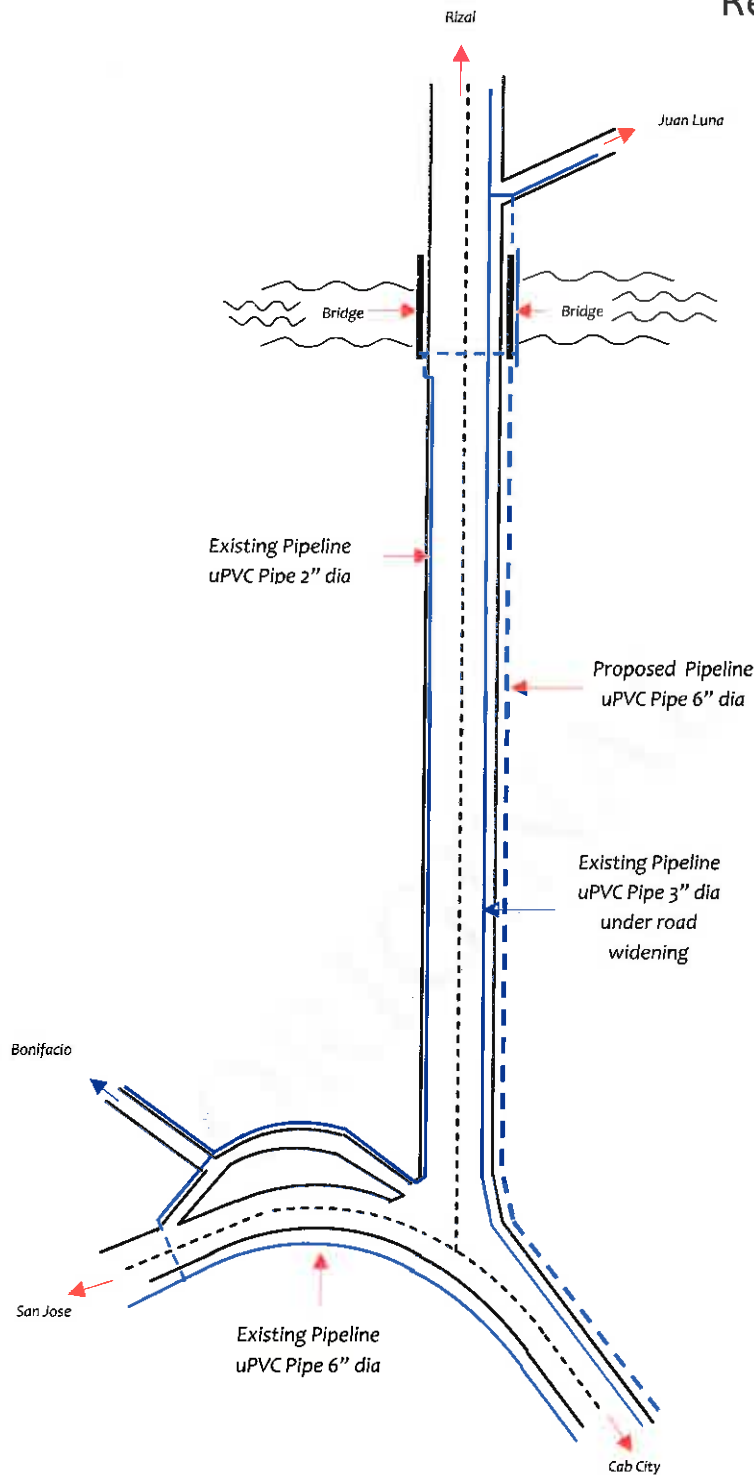 Re
Rizal
Juan Luna
Bridge
Bridge
Existing Pipeline
uPVC Pipe 2” dia
Proposed Pipeline
uPVC Pipe 6” dia
Existing Pipeline
uPVC Pipe 3” dia
under road
widening
Bonifacio
San Jose
Existing Pipeline
uPVC Pipe 6” dia
Cab City